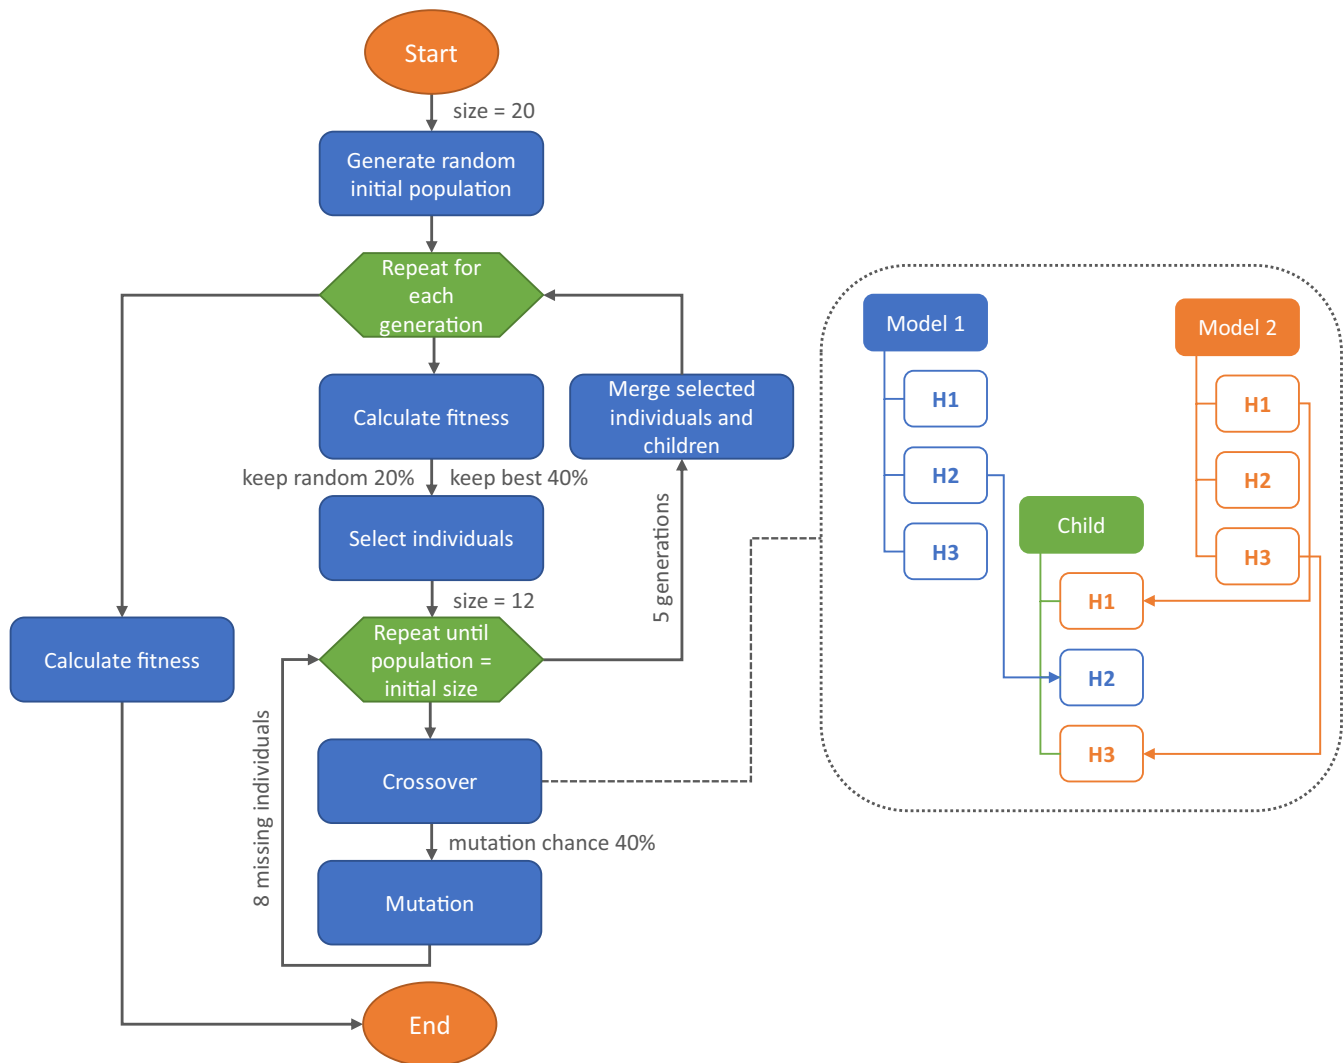 Start
size = 20
Generate random
initial population
Repeat for
each
generation
Calculate fitness
keep random 20%
keep best 40%
Select individuals
size = 12
Repeat until
population =
initial size
Crossover
mutation chance 40%
Mutation
8 missing individuals
5 generations
Merge selected
individuals and
children
Calculate fitness
End
Model 1
H1
H2
H3
Model 2
H1
H2
H3
Child
H1
H2
H3